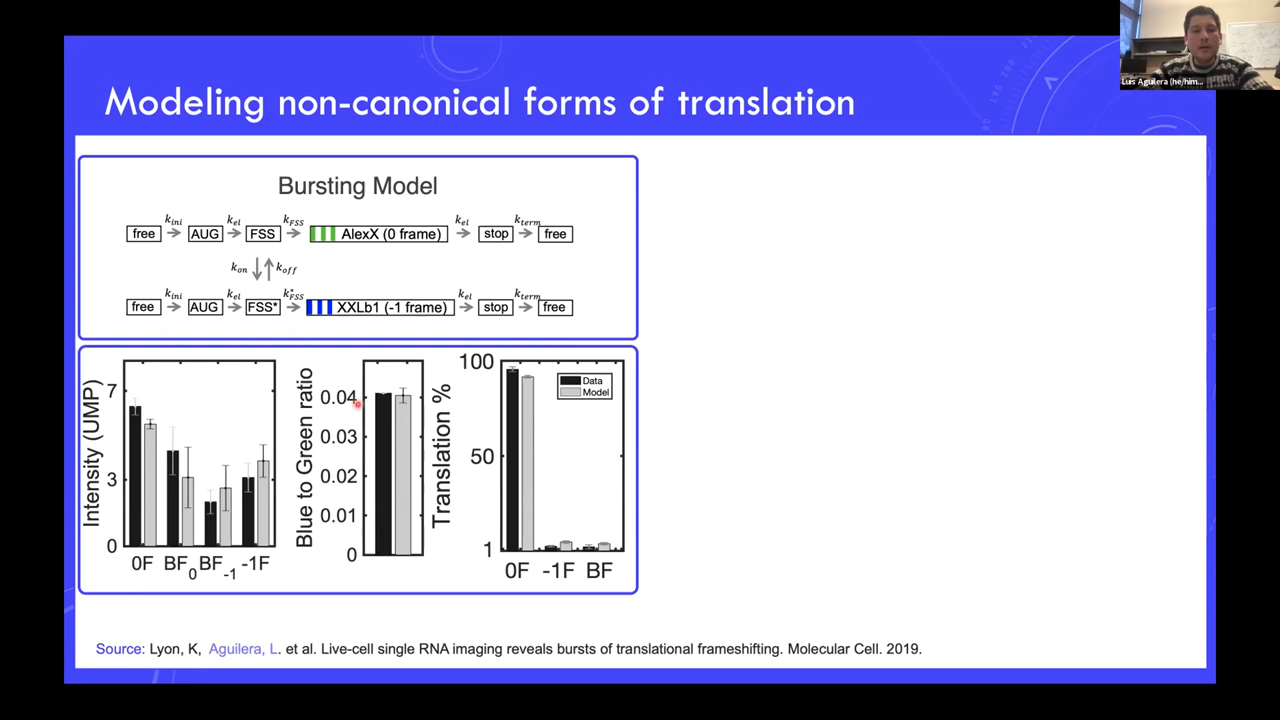 Luis Aguilera (he/him...
Modeling non-canonical forms of translation
Bursting Model
k_ini k_el k_FSS k_el k_term
free AUG FSS AlexX (0 frame) stop free
k_on k_off
k_ini k_el k*_FSS k_el k_term
free AUG FSS* XXLb1 (-1 frame) stop free
Intensity (UMP)
7
3
0
0F BF_0 BF_-1 -1F
Blue to Green ratio
0.04
0.03
0.02
0.01
0
Translation %
100
50
1
Data
Model
0F -1F BF
Source: Lyon, K, Aguilera, L. et al. Live-cell single RNA imaging reveals bursts of translational frameshifting. Molecular Cell. 2019.